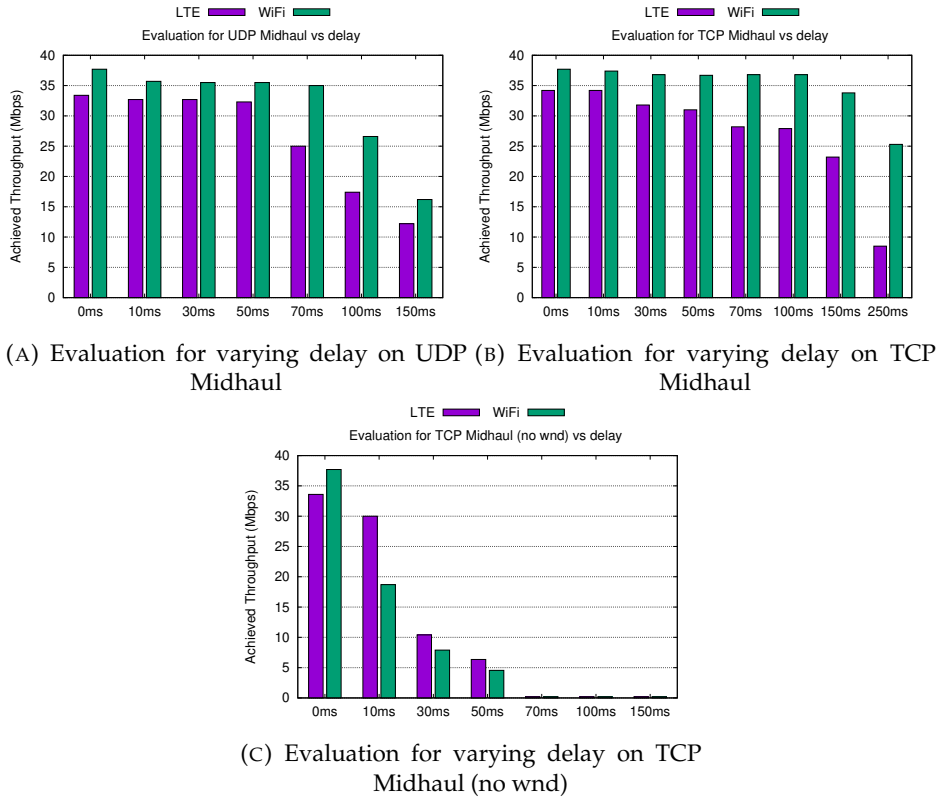 LTE WiFi
Evaluation for UDP Midhaul vs delay
Achieved Throughput (Mbps)
40
35
30
25
20
15
10
5
0
0ms 10ms 30ms 50ms 70ms 100ms 150ms
(A) Evaluation for varying delay on UDP
Midhaul
LTE WiFi
Evaluation for TCP Midhaul vs delay
Achieved Throughput (Mbps)
40
35
30
25
20
15
10
5
0
0ms 10ms 30ms 50ms 70ms 100ms 150ms 250ms
(B) Evaluation for varying delay on TCP
Midhaul
LTE WiFi
Evaluation for TCP Midhaul (no wnd) vs delay
Achieved Throughput (Mbps)
40
35
30
25
20
15
10
5
0
0ms 10ms 30ms 50ms 70ms 100ms 150ms
(C) Evaluation for varying delay on TCP
Midhaul (no wnd)